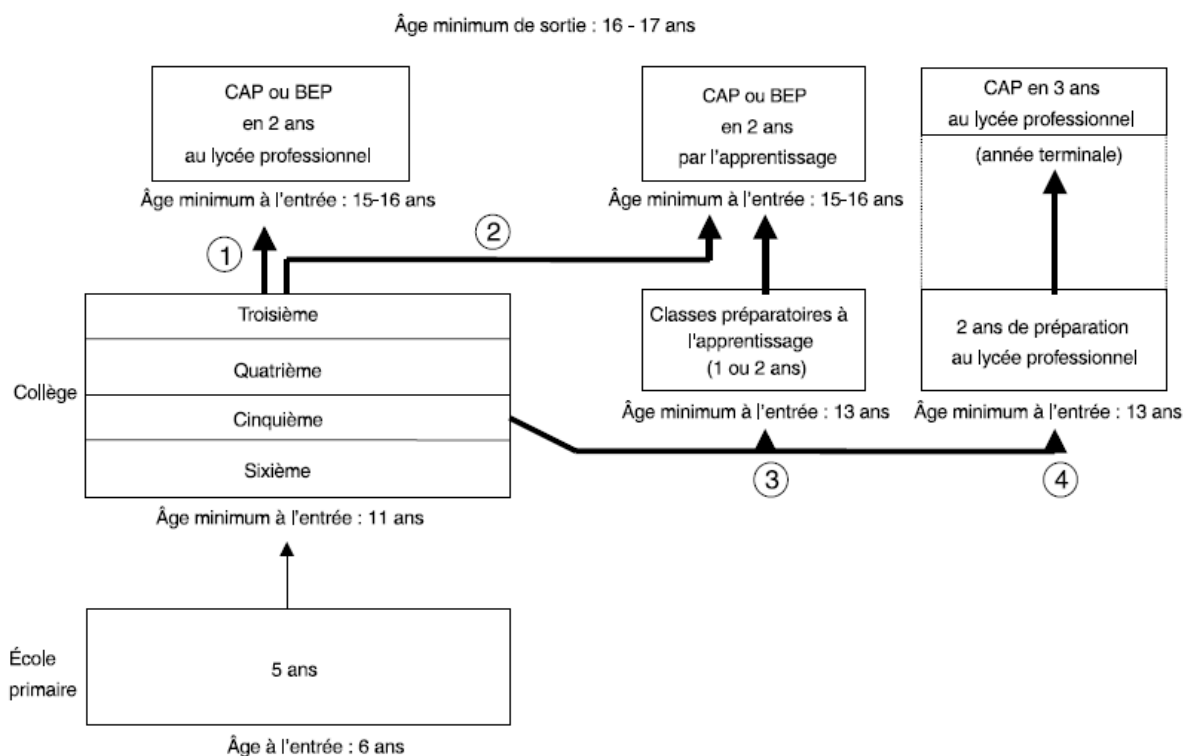 Âge minimum de sortie : 16 - 17 ans
CAP ou BEP
en 2 ans
au lycée professionnel
Âge minimum à l'entrée : 15-16 ans
CAP ou BEP
en 2 ans
par l'apprentissage
Âge minimum à l'entrée : 15-16 ans
CAP en 3 ans
au lycée professionnel
(année terminale)
1
2
Troisième
Quatrième
Cinquième
Sixième
Collège
Classes préparatoires à
l'apprentissage
(1 ou 2 ans)
Âge minimum à l'entrée : 13 ans
2 ans de préparation
au lycée professionnel
Âge minimum à l'entrée : 13 ans
3
4
Âge minimum à l'entrée : 11 ans
École
primaire
5 ans
Âge à l'entrée : 6 ans